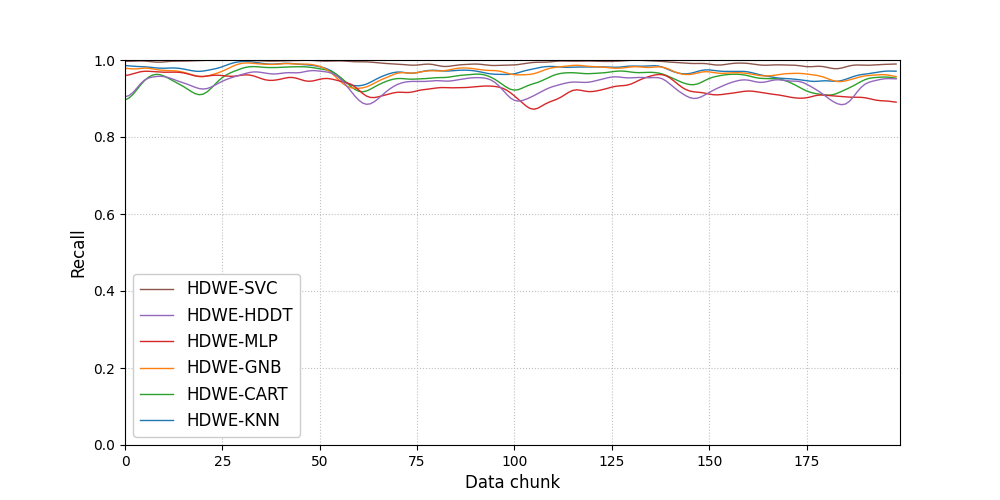 1.0
0.8
0.6
0.4
0.2
0.0
Recall
HDWE-SVC
HDWE-HDDT
HDWE-MLP
HDWE-GNB
HDWE-CART
HDWE-KNN
0 25 50 75 100 125 150 175
Data chunk